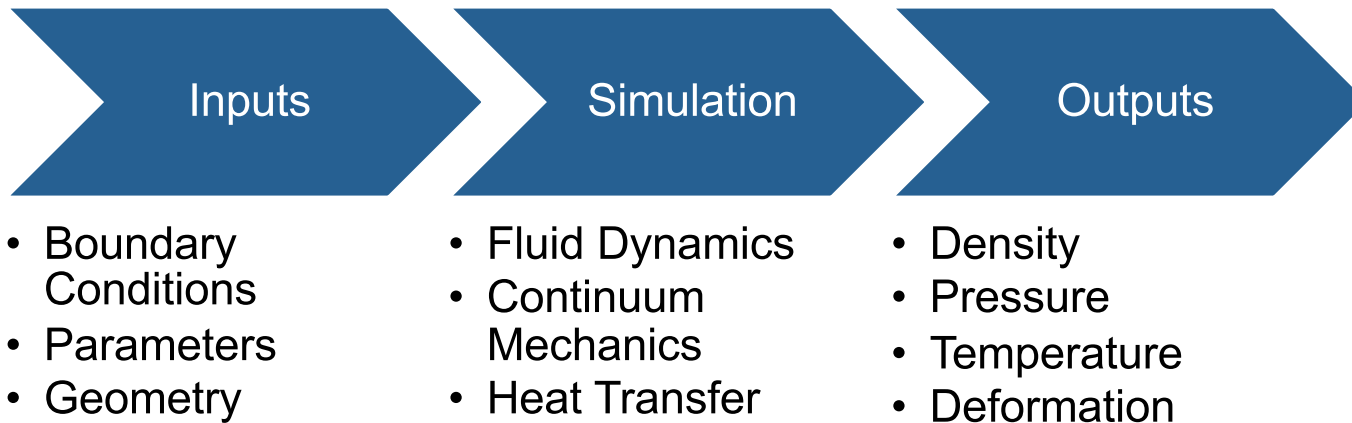 Inputs
• Boundary
Conditions
• Parameters
• Geometry
Simulation
• Fluid Dynamics
• Continuum
Mechanics
• Heat Transfer
Outputs
• Density
• Pressure
• Temperature
• Deformation